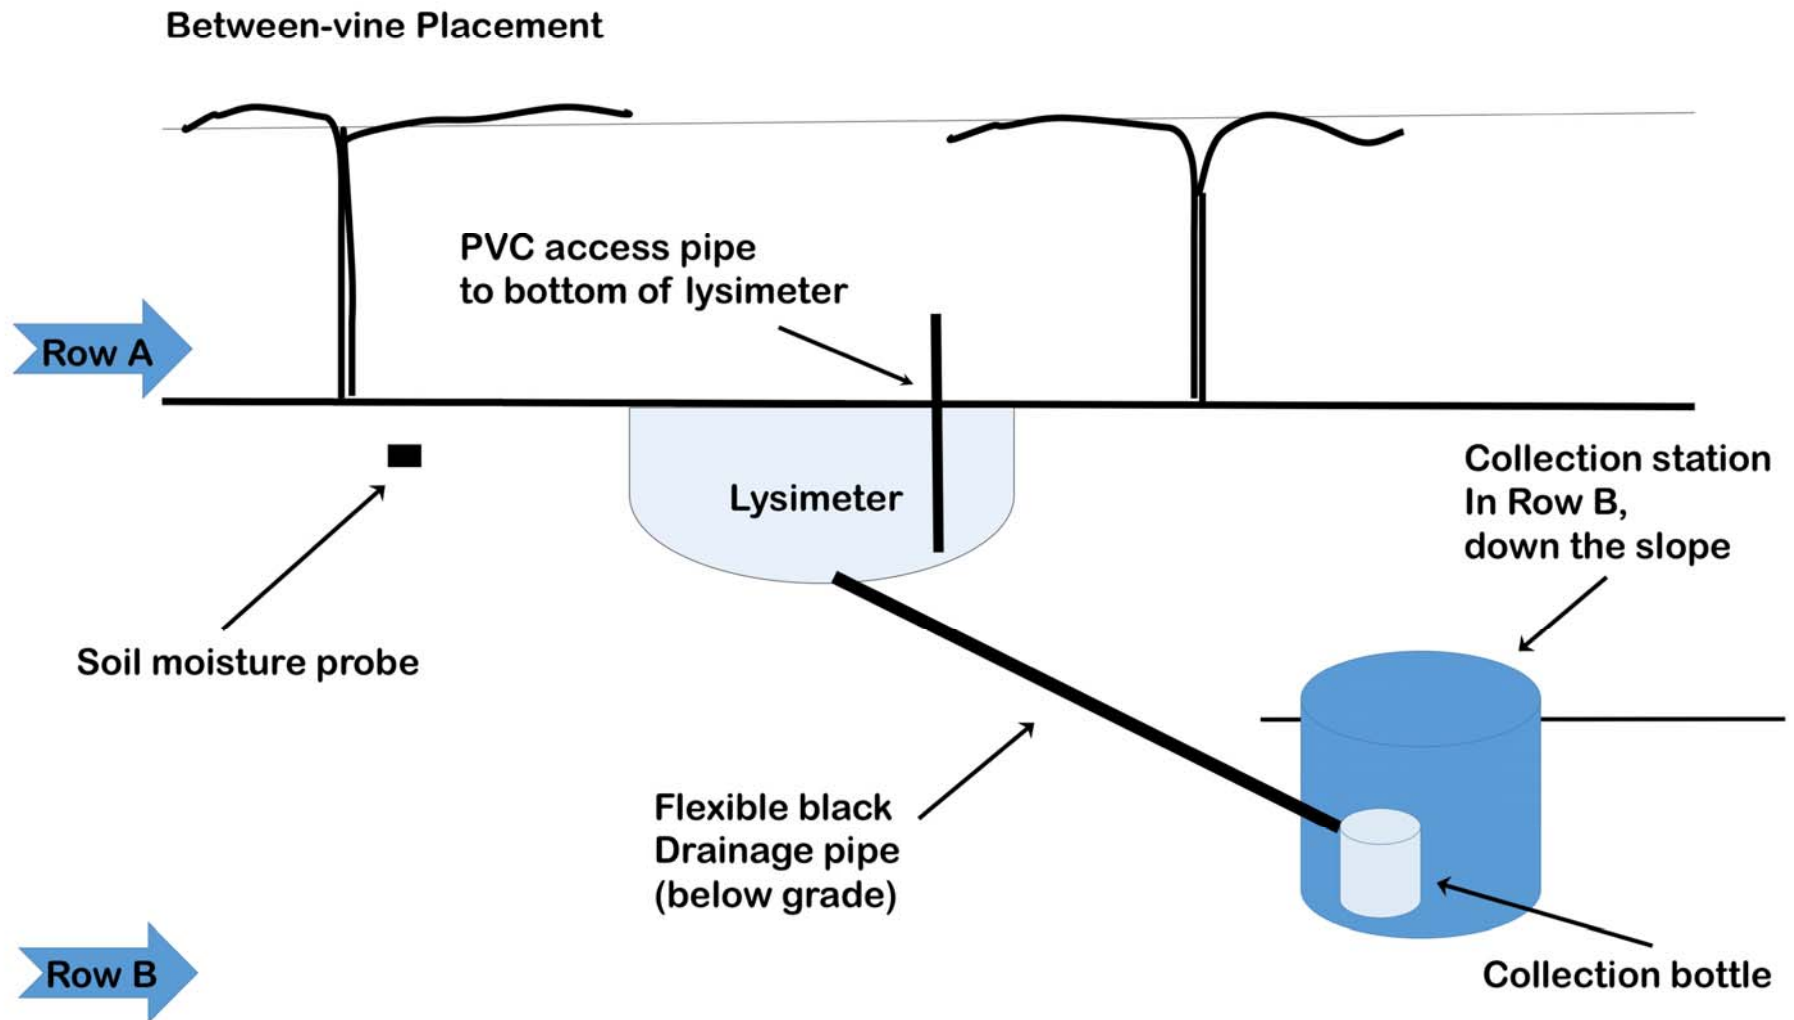 Between-vine Placement
PVC access pipe
to bottom of lysimeter
Row A
Lysimeter
Collection station
In Row B,
down the slope
Soil moisture probe
Flexible black
Drainage pipe
(below grade)
Row B
Collection bottle